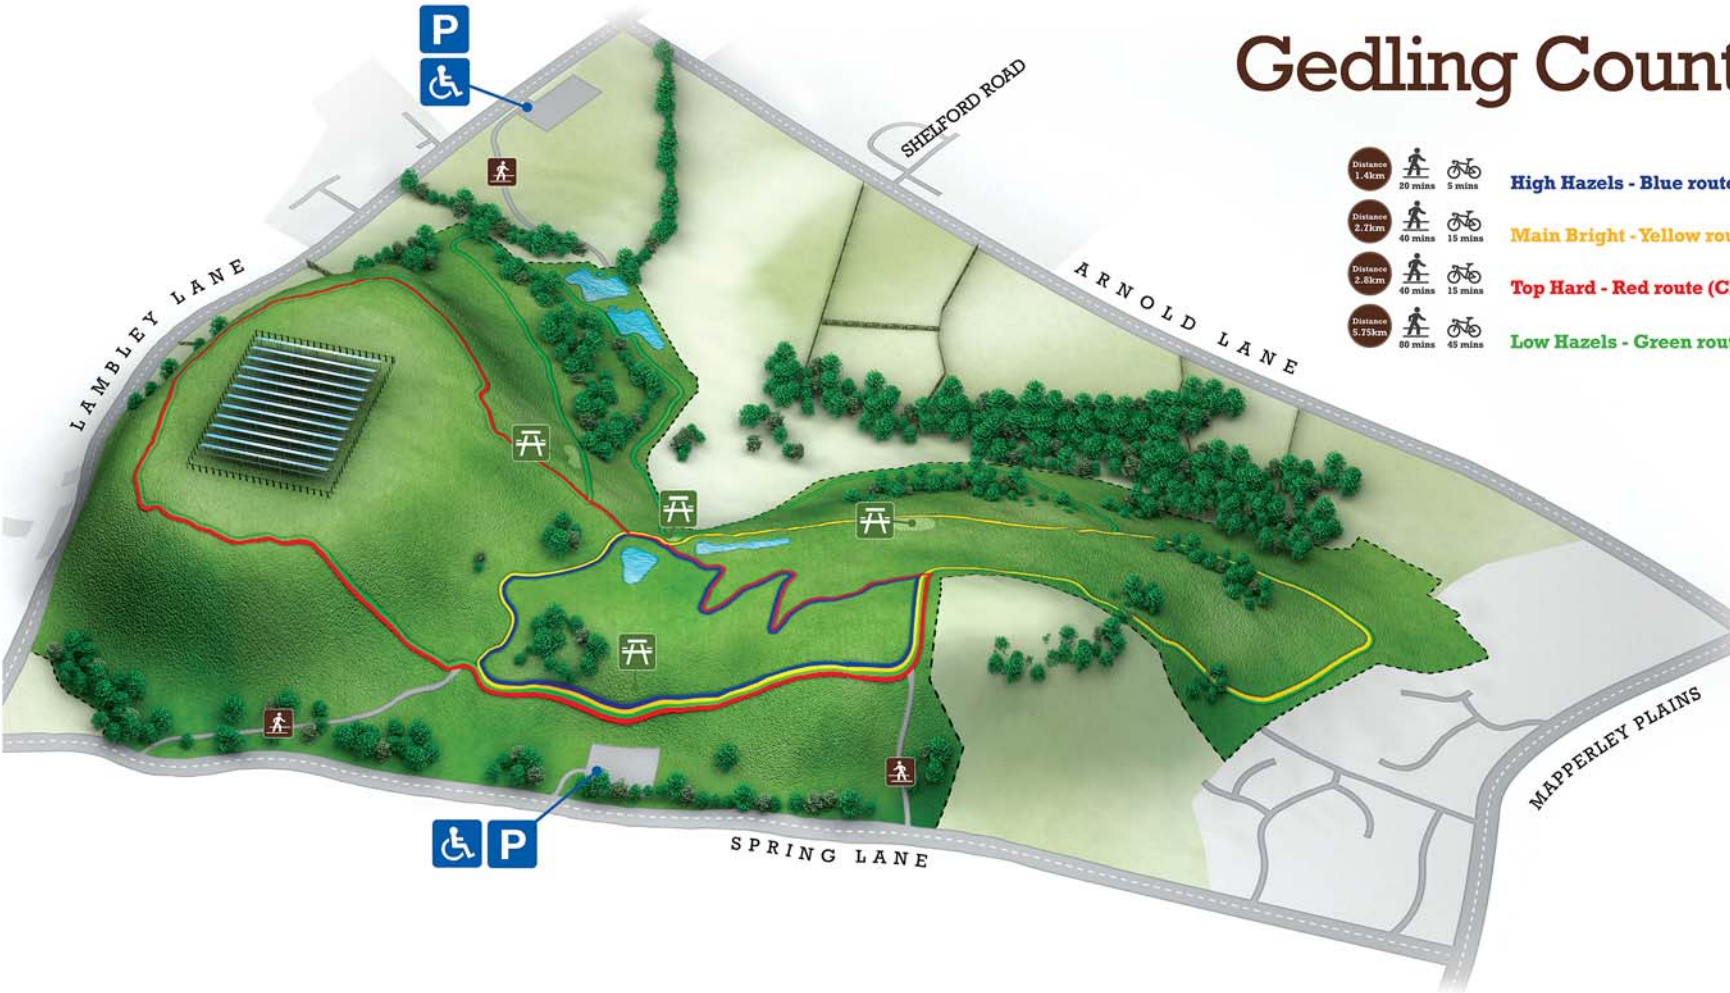 Gedling Count
P
SHELFORD ROAD
Distance
1.4km
20 mins 5 mins
High Hazels - Blue route
Distance
2.7km
40 mins 15 mins
Main Bright - Yellow rou
Distance
2.8km
40 mins 15 mins
Top Hard - Red route (C
Distance
5.75km
80 mins 45 mins
Low Hazels - Green rout
LAMBLEY LANE
ARNOLD LANE
MAPPERLEY PLAINS
P
SPRING LANE